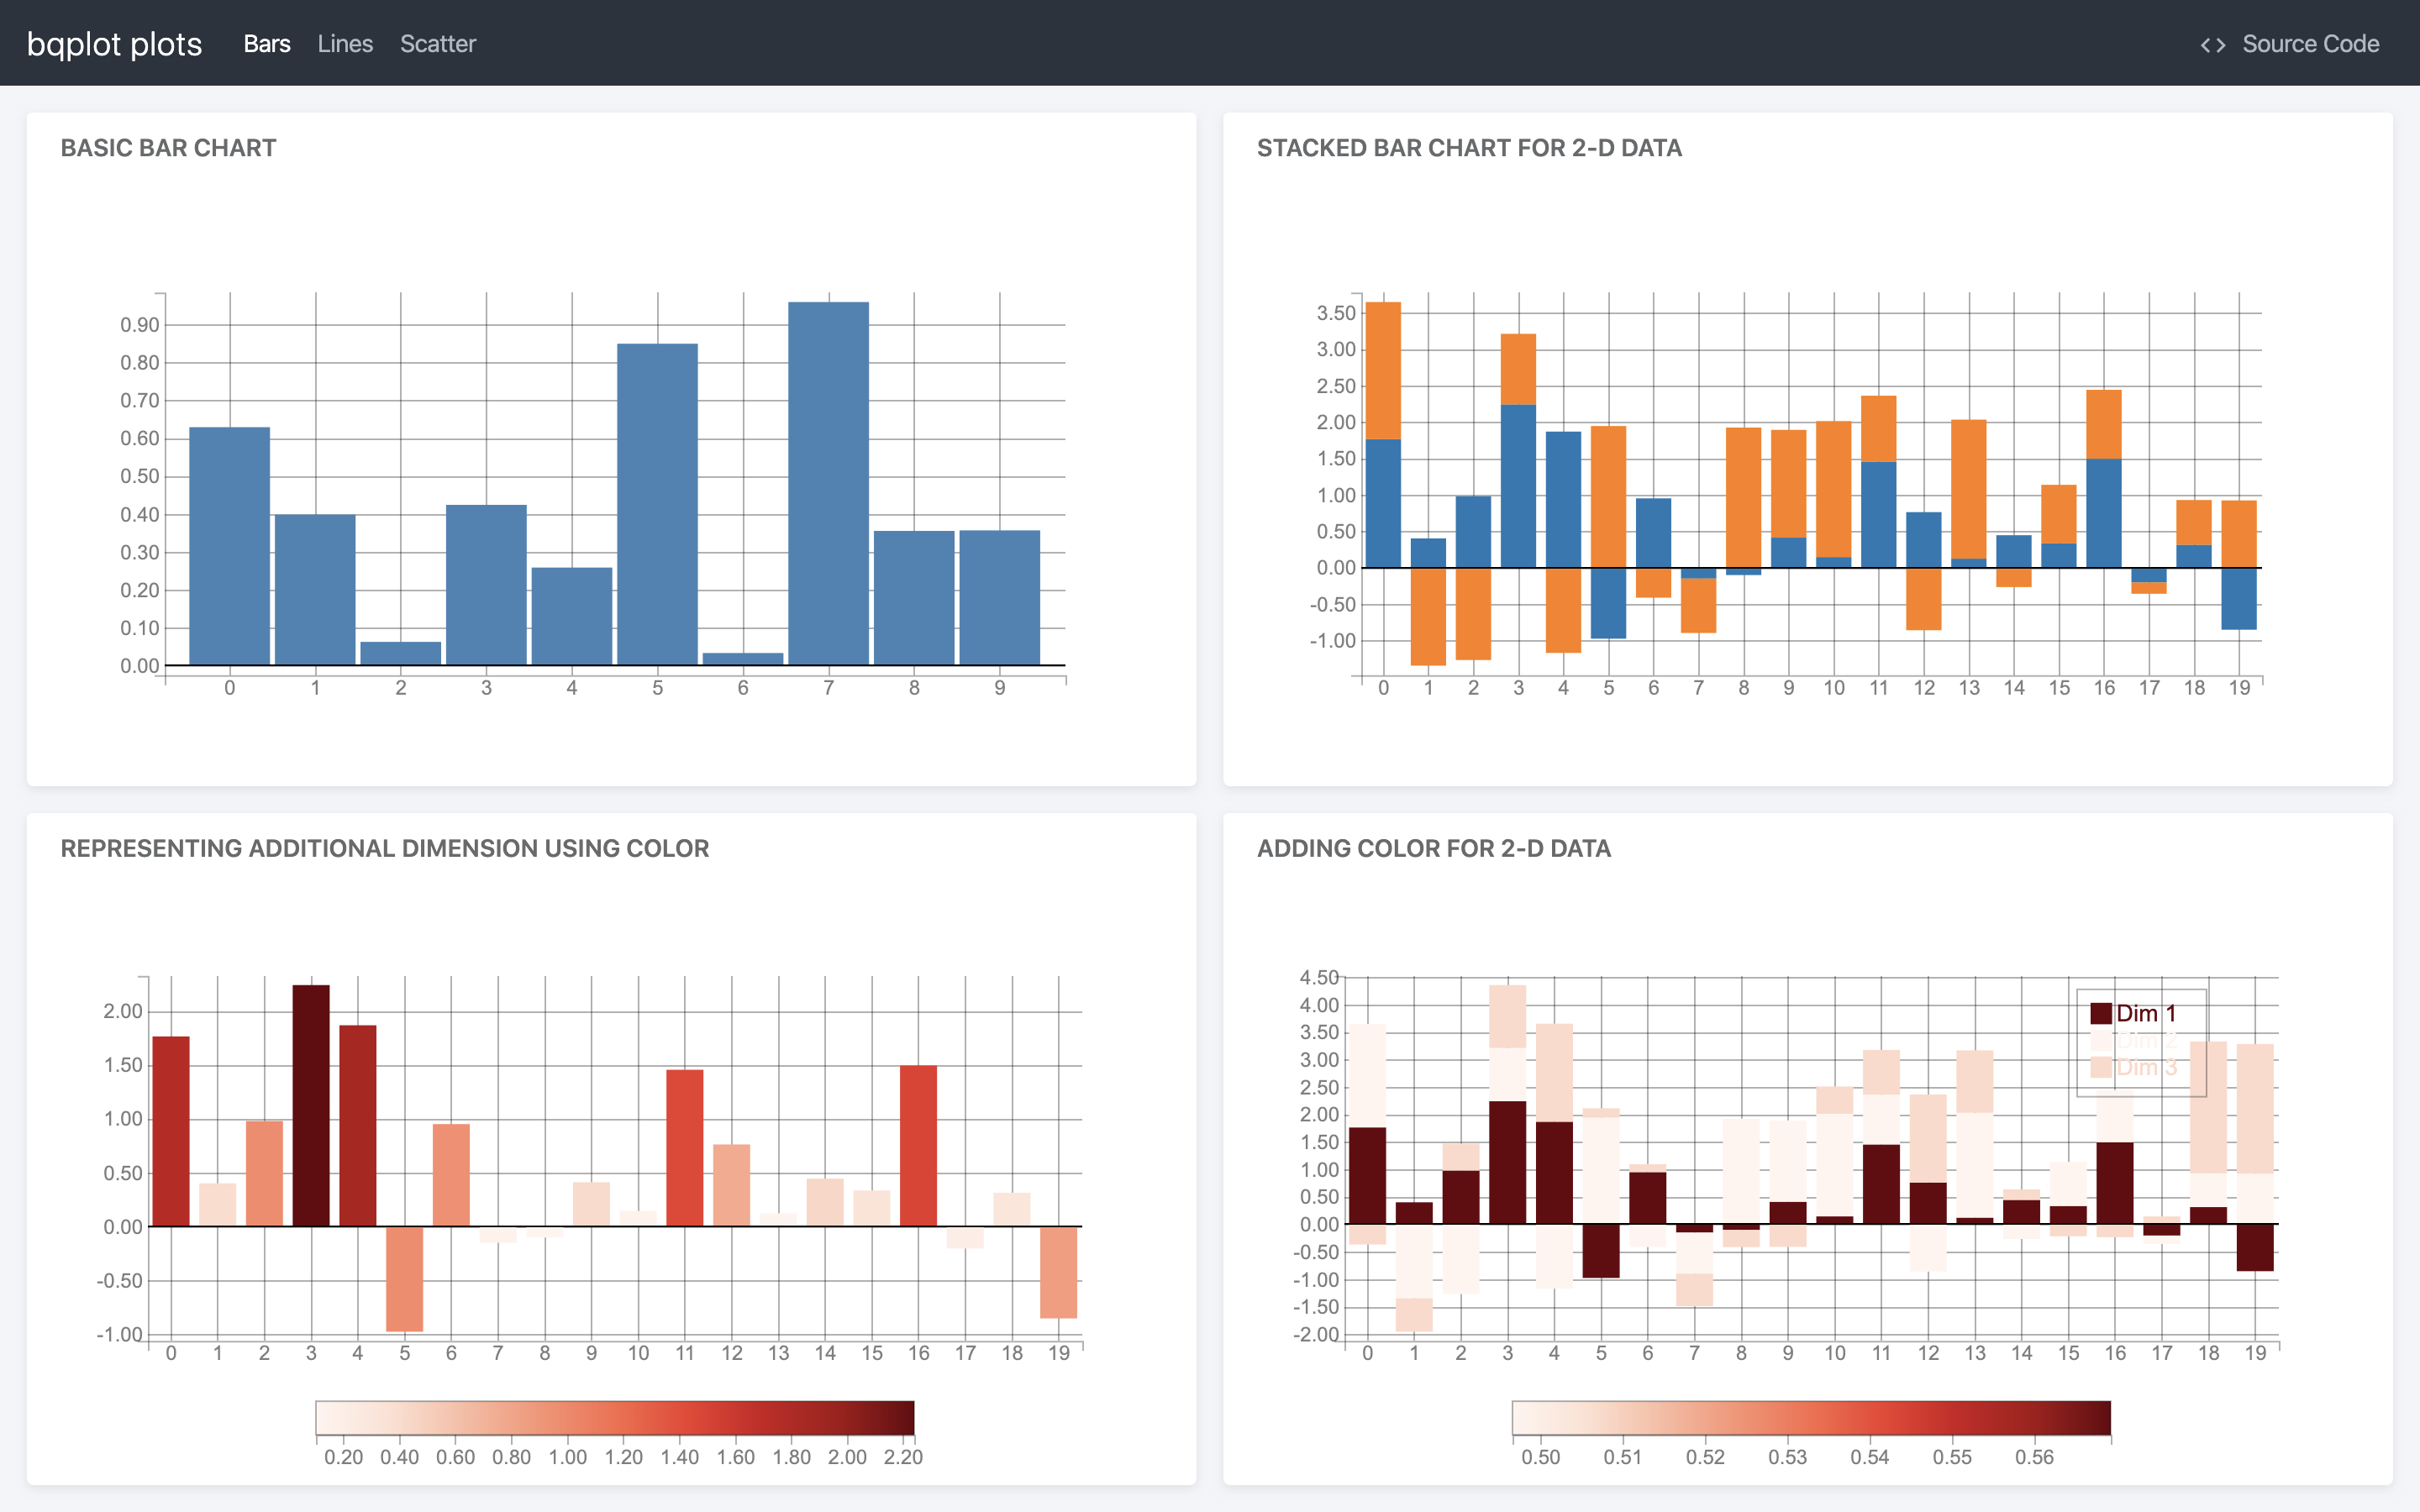 bqplot plots Bars Lines Scatter <> Source Code
BASIC BAR CHART
0.90
0.80
0.70
0.60
0.50
0.40
0.30
0.20
0.10
0.00
0 1 2 3 4 5 6 7 8 9
STACKED BAR CHART FOR 2-D DATA
3.50
3.00
2.50
2.00
1.50
1.00
0.50
0.00
-0.50
-1.00
0 1 2 3 4 5 6 7 8 9 10 11 12 13 14 15 16 17 18 19
REPRESENTING ADDITIONAL DIMENSION USING COLOR
2.00
1.50
1.00
0.50
0.00
-0.50
-1.00
0 1 2 3 4 5 6 7 8 9 10 11 12 13 14 15 16 17 18 19
0.20 0.40 0.60 0.80 1.00 1.20 1.40 1.60 1.80 2.00 2.20
ADDING COLOR FOR 2-D DATA
4.50
4.00
3.50
3.00
2.50
2.00
1.50
1.00
0.50
0.00
-0.50
-1.00
-1.50
-2.00
Dim 1
Dim 2
Dim 3
0 1 2 3 4 5 6 7 8 9 10 11 12 13 14 15 16 17 18 19
0.50 0.51 0.52 0.53 0.54 0.55 0.56